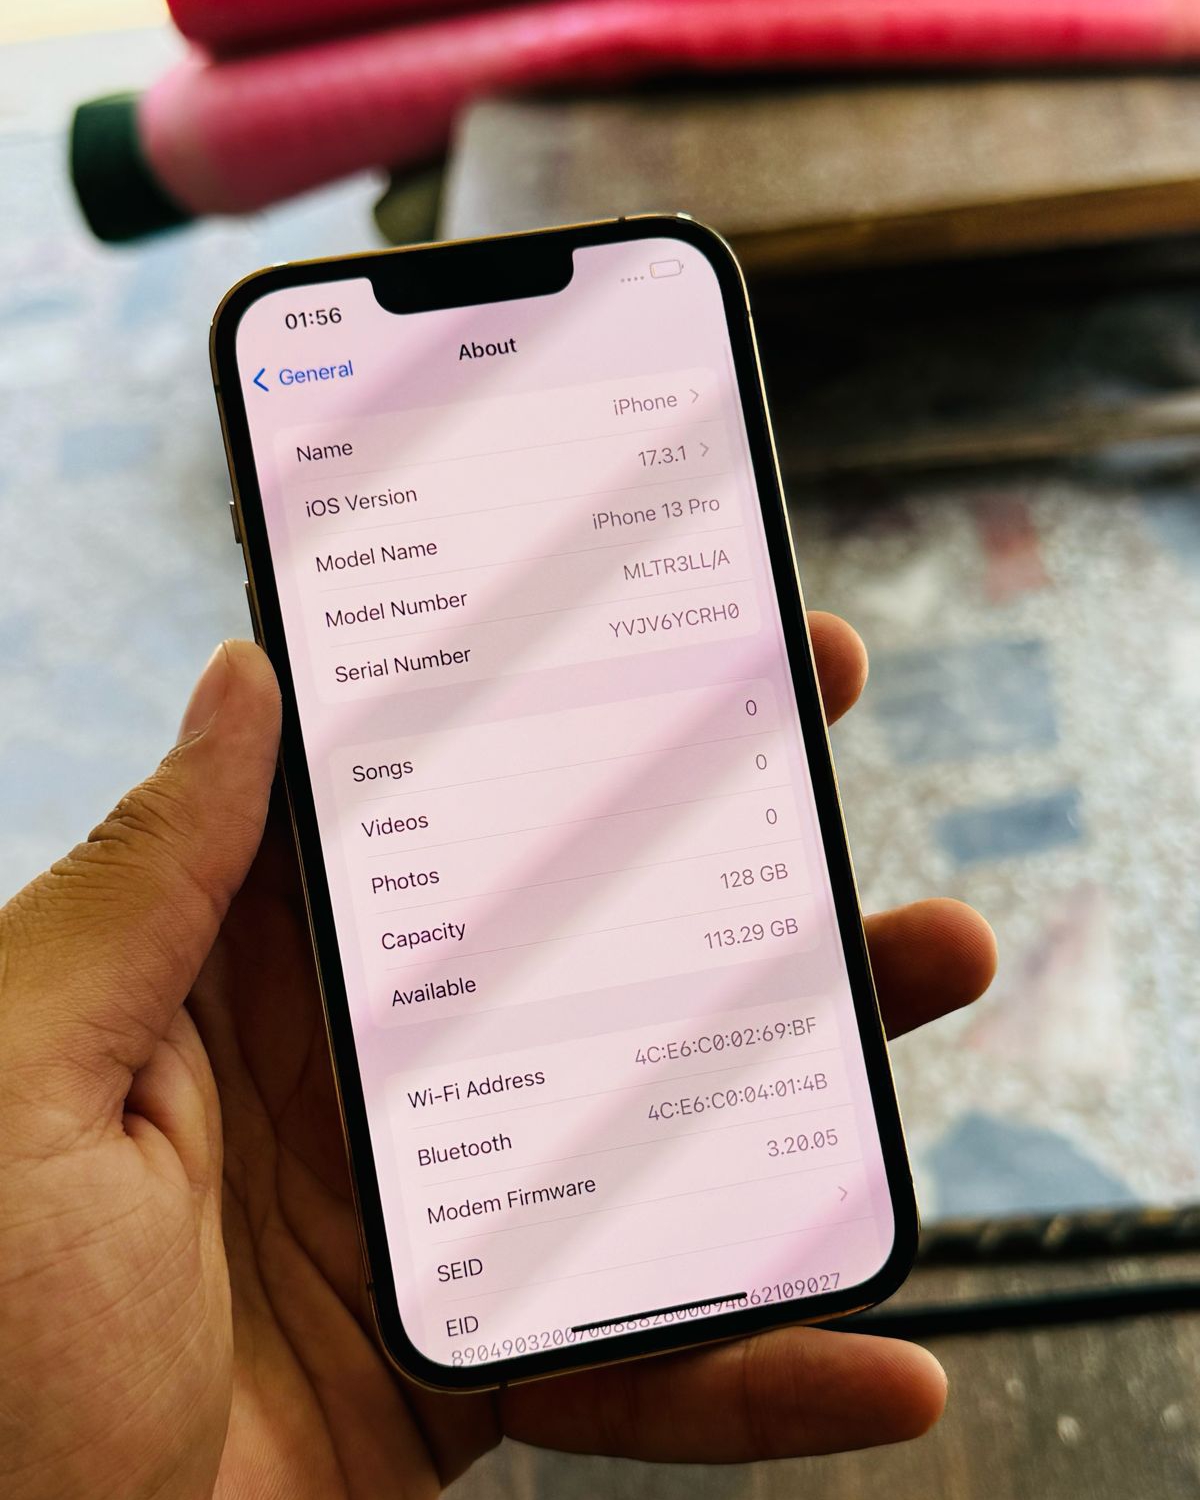 01:56
General
About
Name iPhone
iOS Version 17.3.1
Model Name iPhone 13 Pro
Model Number MLTR3LL/A
Serial Number YVJV6YCRH0
Songs 0
Videos 0
Photos 0
Capacity 128 GB
Available 113.29 GB
Wi-Fi Address 4C:E6:C0:02:69:BF
Bluetooth 4C:E6:C0:04:01:4B
Modem Firmware 3.20.05
SEID
EID